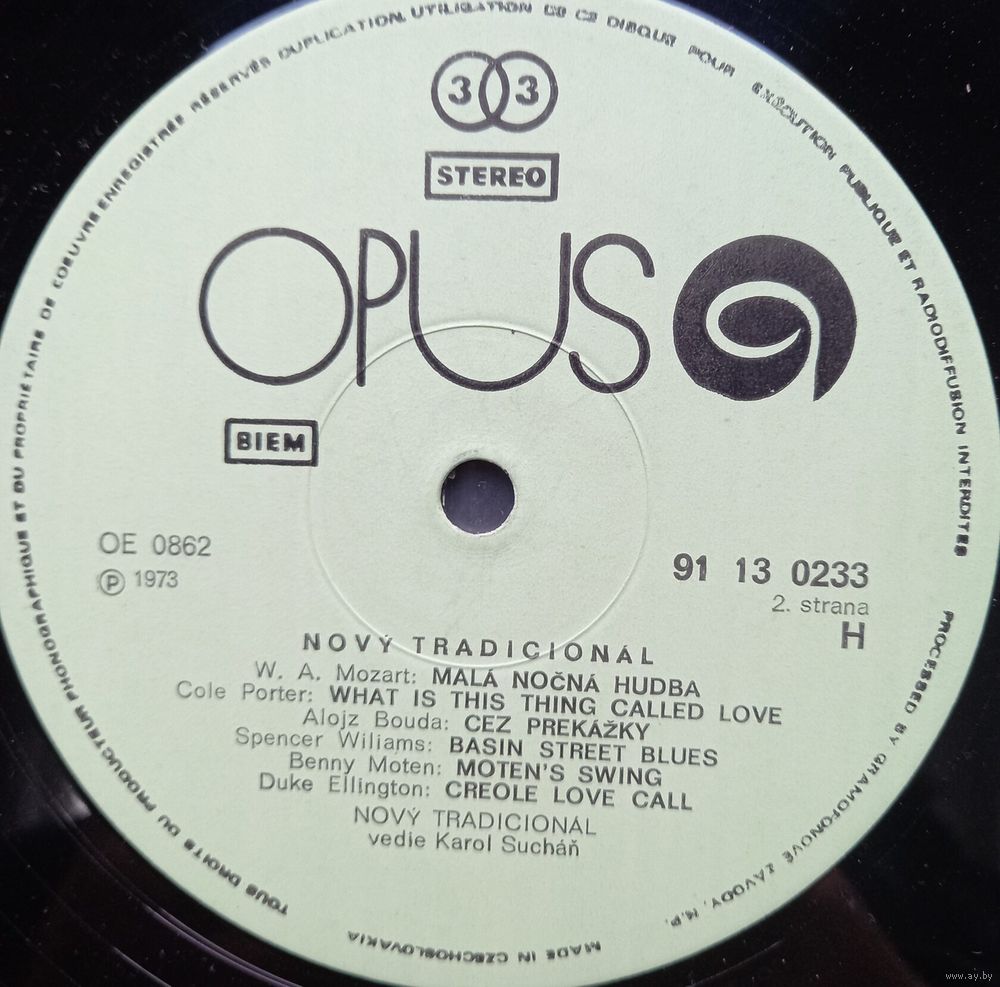 TOUS DROITS DU PRODUCTEUR PHONOGRAPHIQUE ET DU PROPRIÉTAIRE DE L'OEUVRE ENREGISTRÉE RÉSERVÉS DUPLICATION, UTILISATION DE CE DISQUE POUR EXÉCUTION PUBLIQUE ET RADIODIFFUSION INTERDITES
33
STEREO
OPUS
BIEM
OE 0862
Ⓟ 1973
91 13 0233
2. strana
H
NOVÝ TRADICIONÁL
W. A. Mozart: MALÁ NOČNÁ HUDBA
Cole Porter: WHAT IS THIS THING CALLED LOVE
Alojz Bouda: CEZ PREKÁŽKY
Spencer Wiliams: BASIN STREET BLUES
Benny Moten: MOTEN'S SWING
Duke Ellington: CREOLE LOVE CALL
NOVÝ TRADICIONÁL
vedie Karol Sucháň
PROCESSED BY GRAMOFONOVÉ ZÁVODY, N.P.
MADE IN CZECHOSLOVAKIA
www.ay.by